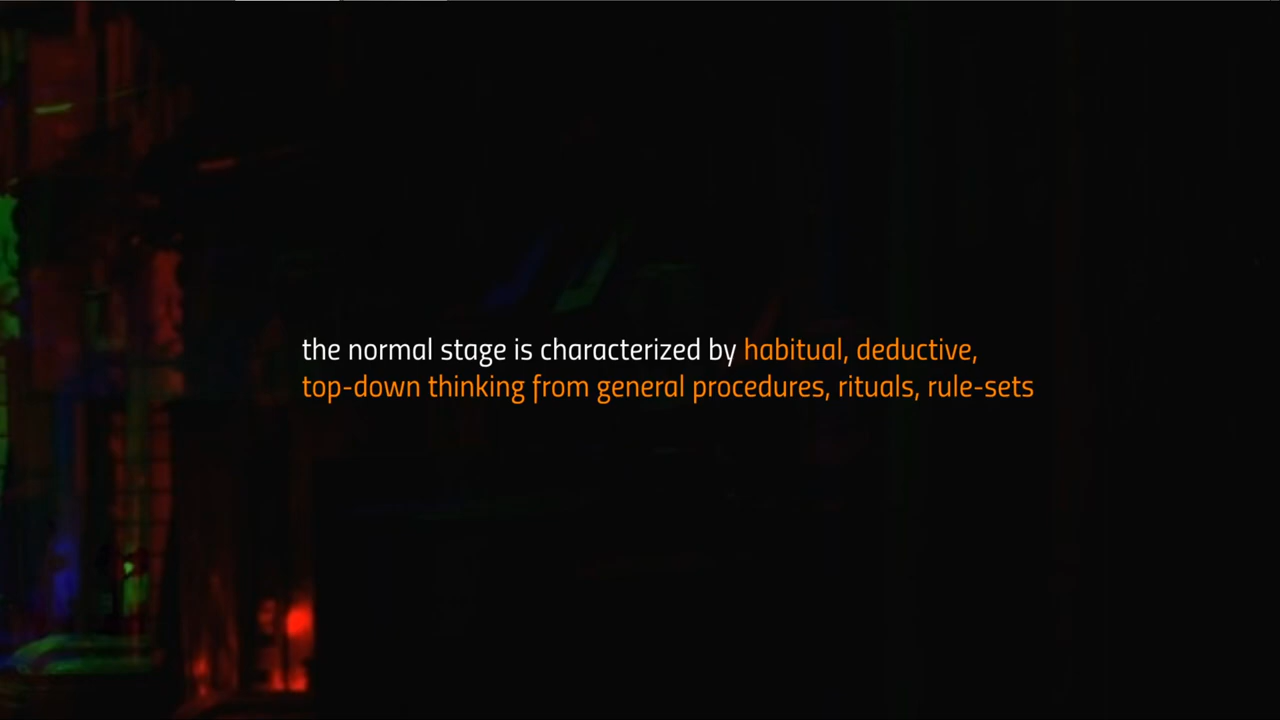 the normal stage is characterized by habitual, deductive,
top-down thinking from general procedures, rituals, rule-sets